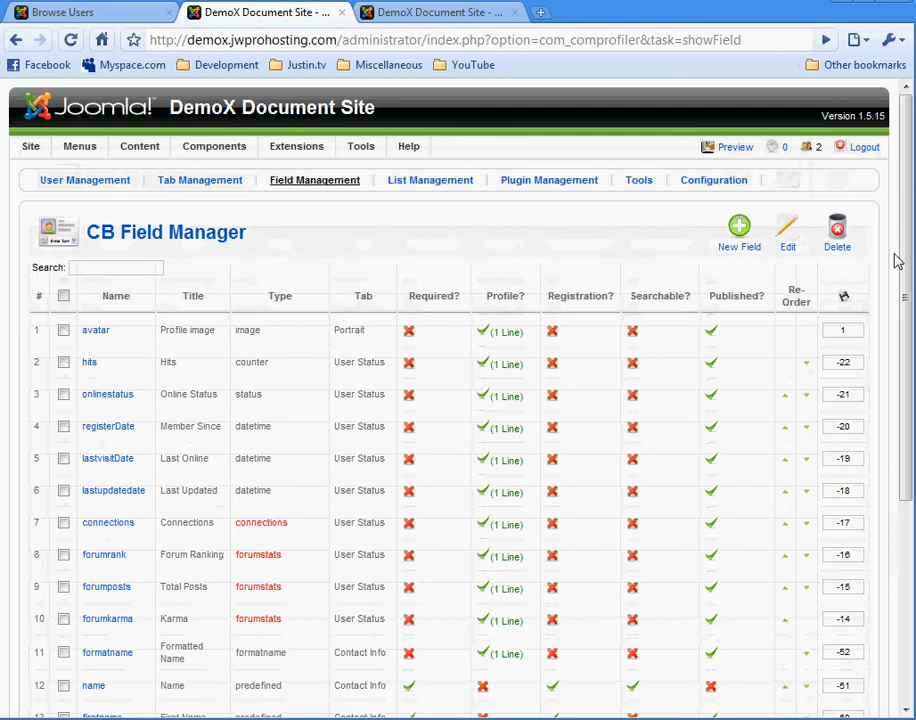 Browse Users
DemoX Document Site - ...
DemoX Document Site - ...
http://demox.jwprohosting.com/administrator/index.php?option=com_comprofiler&task=showField
Facebook Myspace.com Development Justin.tv Miscellaneous YouTube Other bookmarks
Joomla! DemoX Document Site
Version 1.5.15
Site Menus Content Components Extensions Tools Help Preview 0 2 Logout
User Management Tab Management Field Management List Management Plugin Management Tools Configuration
CB Field Manager
New Field Edit Delete
Search:
# Name Title Type Tab Required? Profile? Registration? Searchable? Published? Re-Order
1 avatar Profile image image Portrait (1 Line) 1
2 hits Hits counter User Status (1 Line) -22
3 onlinestatus Online Status status User Status (1 Line) -21
4 registerDate Member Since datetime User Status (1 Line) -20
5 lastvisitDate Last Online datetime User Status (1 Line) -19
6 lastupdatedate Last Updated datetime User Status (1 Line) -18
7 connections Connections connections User Status (1 Line) -17
8 forumrank Forum Ranking forumstats User Status (1 Line) -16
9 forumposts Total Posts forumstats User Status (1 Line) -15
10 forumkarma Karma forumstats User Status (1 Line) -14
11 formatname Formatted Name formatname Contact Info (1 Line) -52
12 name Name predefined Contact Info -51